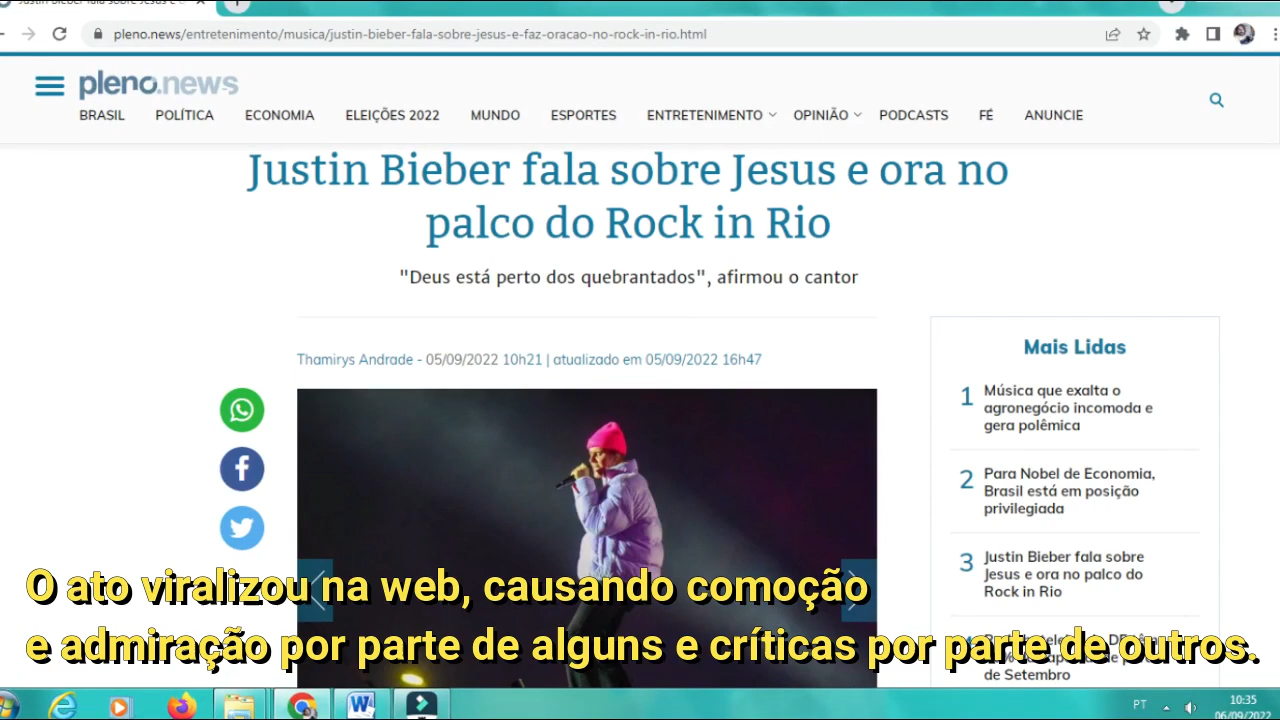 pleno.news/entretenimento/musica/justin-bieber-fala-sobre-jesus-e-faz-oracao-no-rock-in-rio.html
pleno.news
BRASIL POLÍTICA ECONOMIA ELEIÇÕES 2022 MUNDO ESPORTES ENTRETENIMENTO OPINIÃO PODCASTS FÉ ANUNCIE
Justin Bieber fala sobre Jesus e ora no
palco do Rock in Rio
"Deus está perto dos quebrantados", afirmou o cantor
Thamirys Andrade - 05/09/2022 10h21 | atualizado em 05/09/2022 16h47
Mais Lidas
1 Música que exalta o
agronegócio incomoda e
gera polêmica
2 Para Nobel de Economia,
Brasil está em posição
privilegiada
3 Justin Bieber fala sobre
Jesus e ora no palco do
Rock in Rio
de Setembro
O ato viralizou na web, causando comoção
e admiração por parte de alguns e críticas por parte de outros.
PT
10:35
06/09/2022